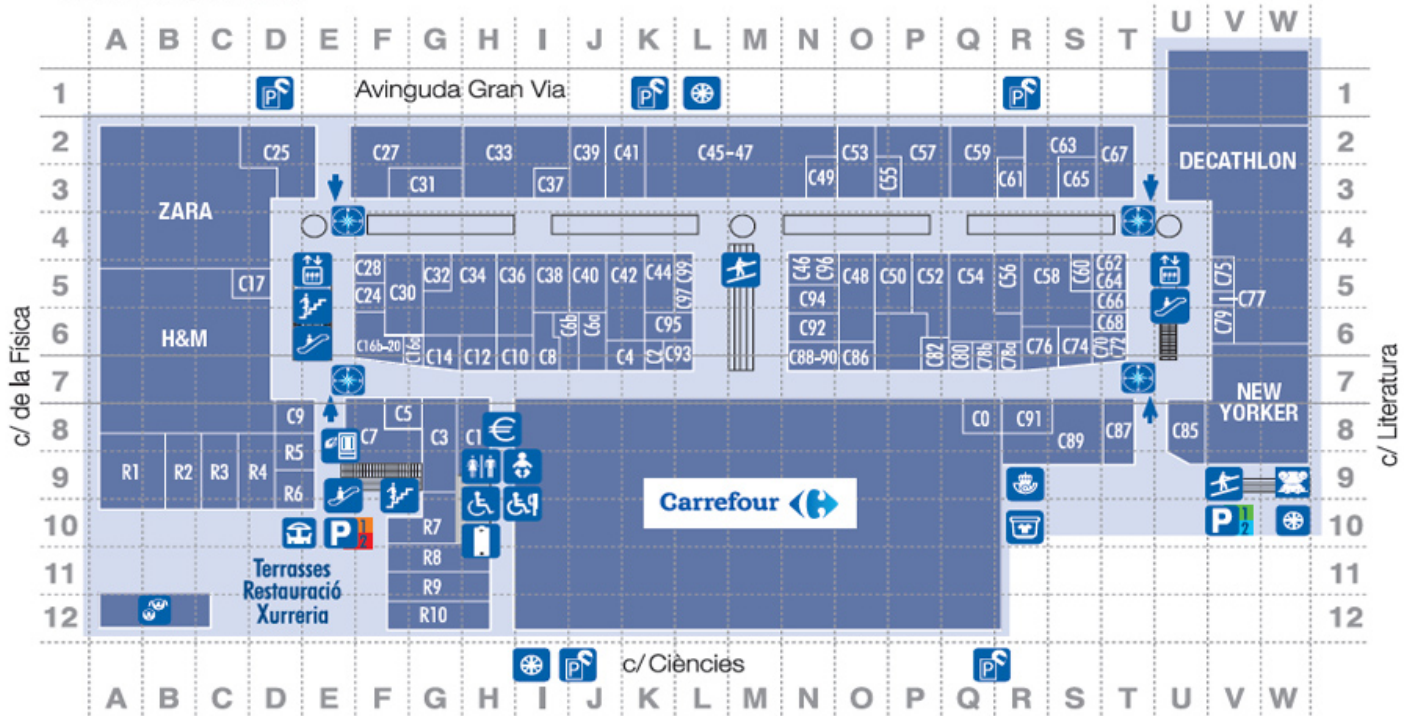 A B C D E F G H I J K L M N O P Q R S T U V W
1 P Avinguda Gran Via P P 1
2 C25 C27 C33 C39 C41 C45-47 C53 C57 C59 C63 C67 DECATHLON 2
3 C31 C37 C49 C55 C61 C65 3
ZARA
4 4
C28 C32 C34 C36 C38 C40 C42 C44 C99 C46 C96 C48 C50 C52 C54 C56 C58 C60 C62 C75
5 C17 C24 C30 C97 C94 C64 C77 5
C66
6 H&M C6b C6a C95 C92 C68 C79 6
C16b-20 C16a C14 C12 C10 C8 C4 C2 C93 C88-90 C86 C82 C80 C78b C78a C76 C74 C70 C72
c/ de la Física
7 7
NEW
YORKER
8 C9 C7 C5 C3 C1 € C0 C91 C89 C87 C85 8
c/ Literatura
R5
9 R1 R2 R3 R4 R6 9
Carrefour
10 P 1 2 R7 P 1 2 10
11 Terrasses R8 11
Restauració R9
12 Xurreria R10 12
P c/ Ciències P
A B C D E F G H I J K L M N O P Q R S T U V W